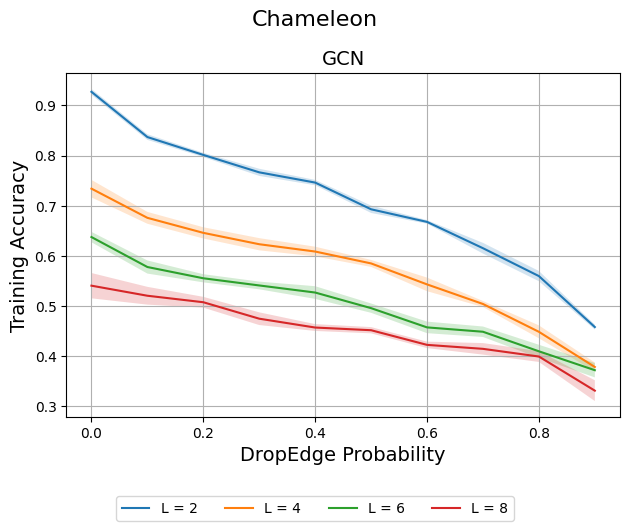 Chameleon
GCN
Training Accuracy
0.9
0.8
0.7
0.6
0.5
0.4
0.3
0.0 0.2 0.4 0.6 0.8
DropEdge Probability
L = 2 L = 4 L = 6 L = 8